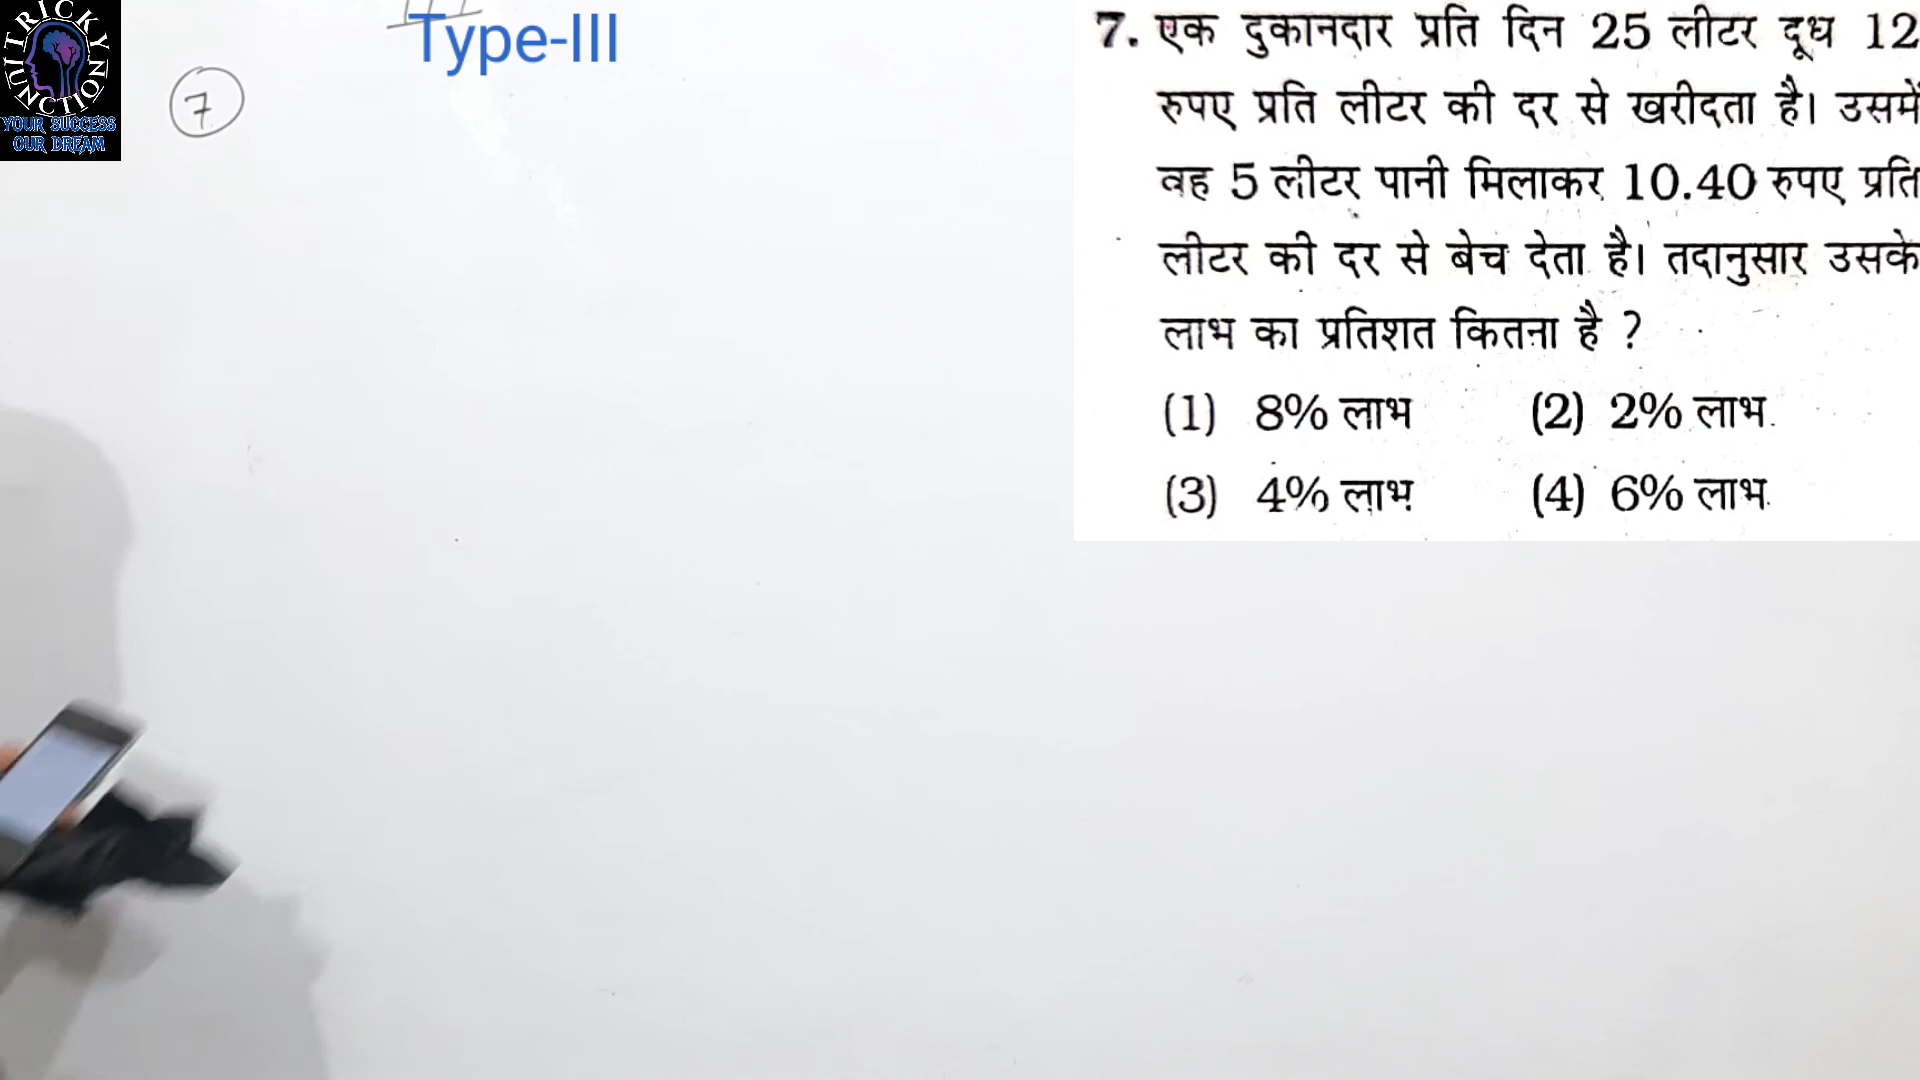 TRICKY
JUNCTION
YOUR SUCCESS
OUR DREAM
7
Type-III
7. एक दुकानदार प्रति दिन 25 लीटर दूध 12
रुपए प्रति लीटर की दर से खरीदता है। उसमें
वह 5 लीटर पानी मिलाकर 10.40 रुपए प्रति
लीटर की दर से बेच देता है। तदानुसार उसके
लाभ का प्रतिशत कितना है ?
(1) 8% लाभ (2) 2% लाभ
(3) 4% लाभ (4) 6% लाभ